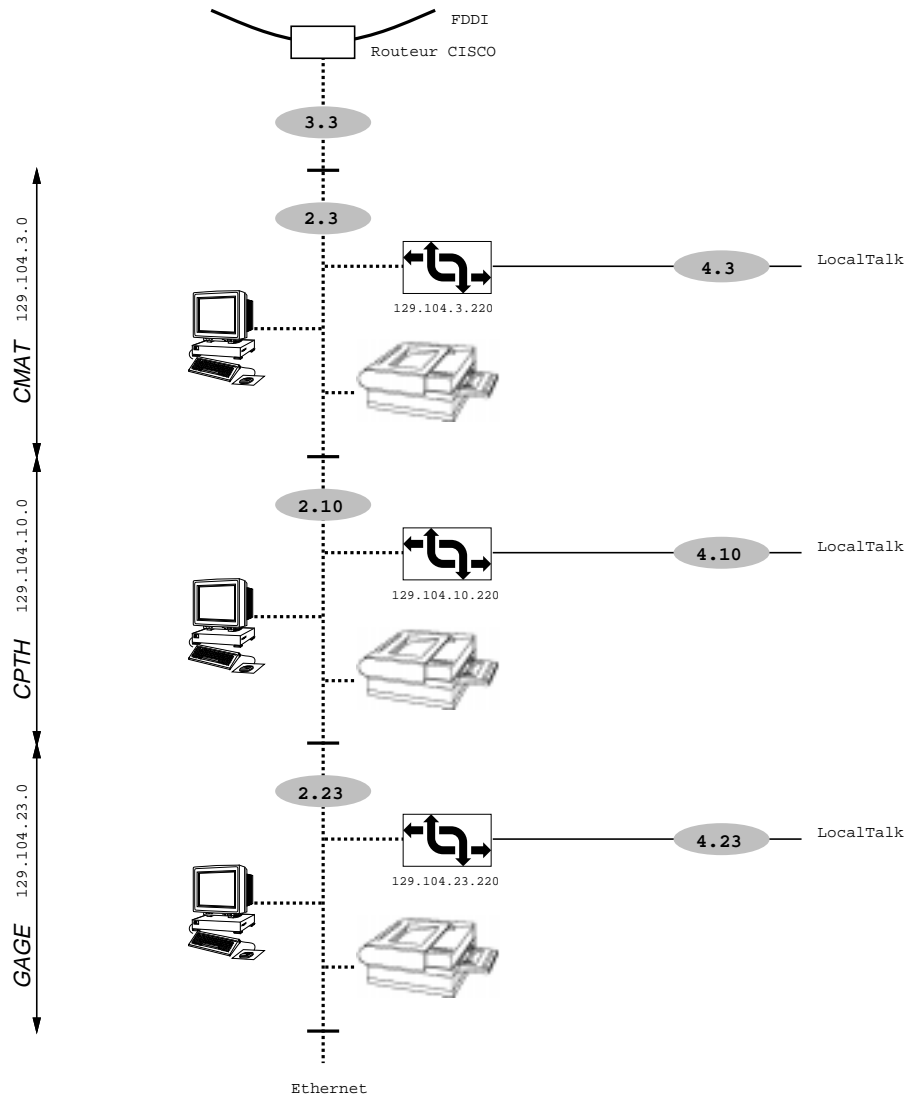 FDDI
Routeur CISCO
3.3
CMAT 129.104.3.0
2.3
4.3
LocalTalk
129.104.3.220
CPTH 129.104.10.0
2.10
4.10
LocalTalk
129.104.10.220
GAGE 129.104.23.0
2.23
4.23
LocalTalk
129.104.23.220
Ethernet